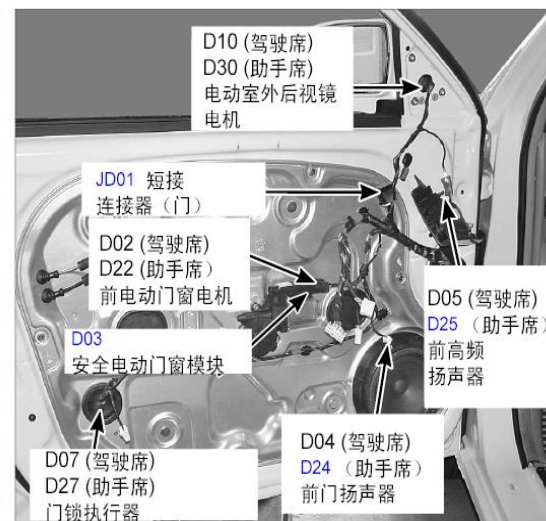 D10 (驾驶席)
D30 (助手席)
电动室外后视镜
电机
JD01 短接
连接器（门）
D02 (驾驶席)
D22 (助手席）
前电动门窗电机
D03
安全电动门窗模块
D05 (驾驶席)
D25 （助手席）
前高频
扬声器
D07 (驾驶席)
D27 (助手席)
门锁执行器
D04 (驾驶席)
D24 （助手席）
前门扬声器